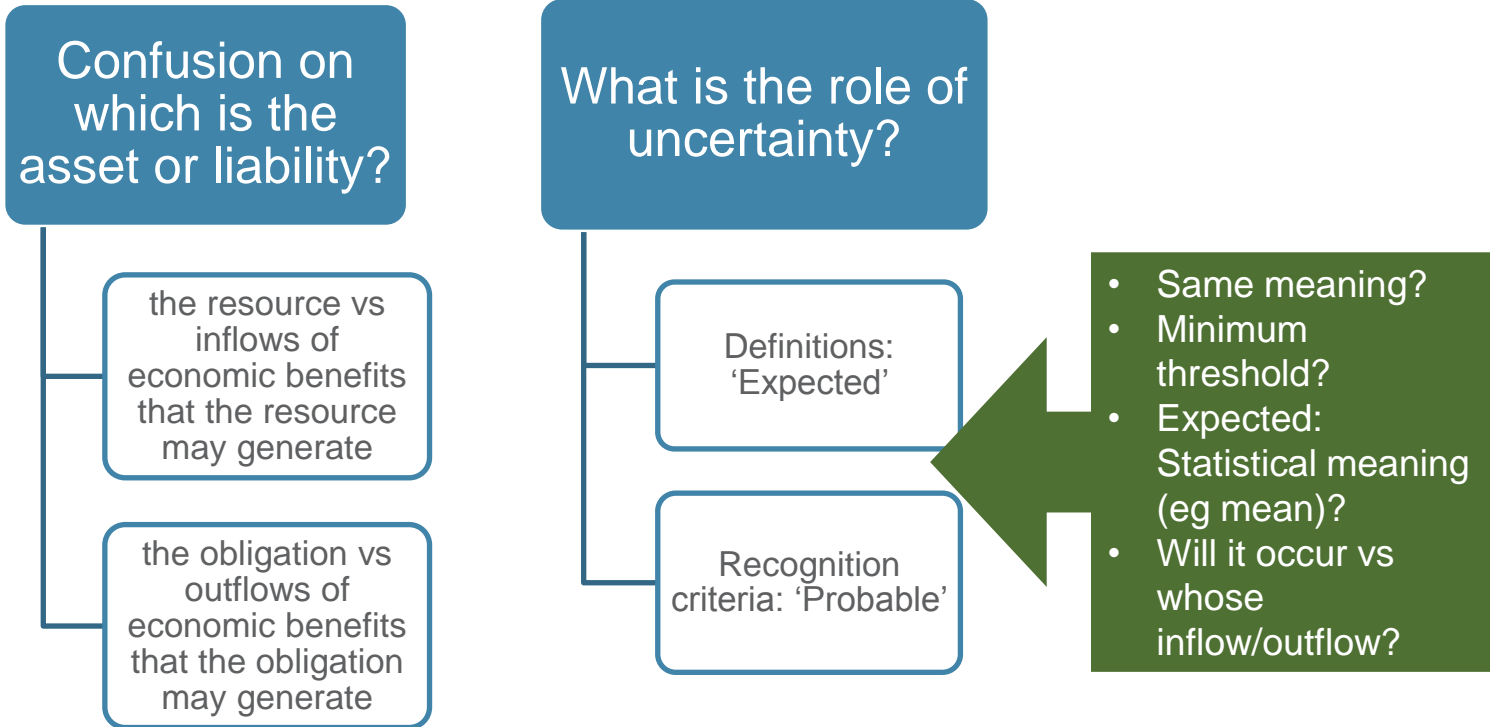 Confusion on
which is the
asset or liability?
the resource vs
inflows of
economic benefits
that the resource
may generate
the obligation vs
outflows of
economic benefits
that the obligation
may generate
What is the role of
uncertainty?
Definitions:
‘Expected’
Recognition
criteria: ‘Probable’
• Same meaning?
• Minimum
threshold?
• Expected:
Statistical meaning
(eg mean)?
• Will it occur vs
whose
inflow/outflow?